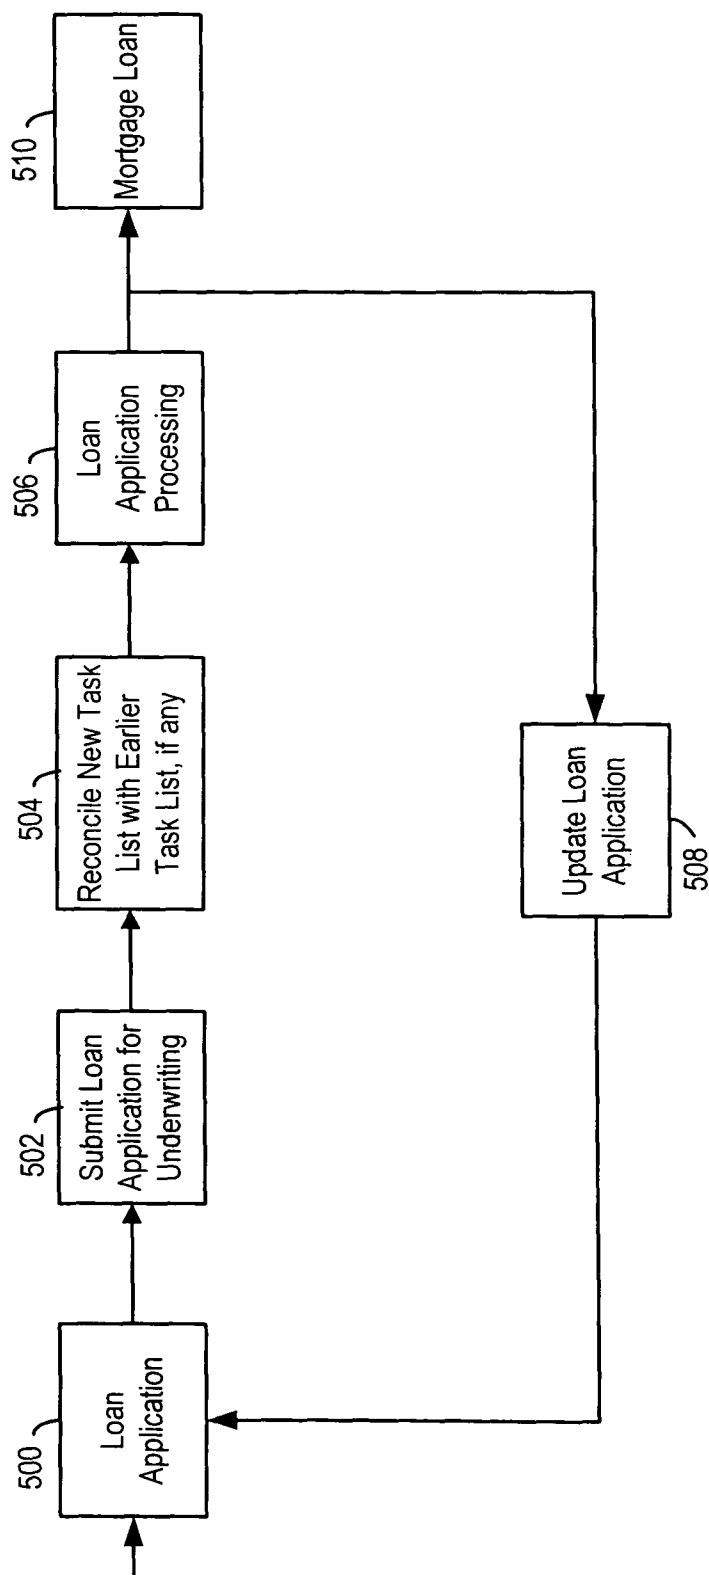 500
Loan
Application
502
Submit Loan
Application for
Underwriting
504
Reconcile New Task
List with Earlier
Task List, if any
506
Loan
Application
Processing
510
Mortgage Loan
Update Loan
Application
508